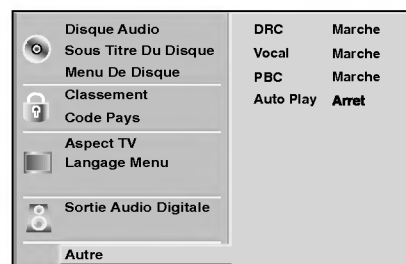 Disque Audio
Sous Titre Du Disque
Menu De Disque
Classement
Code Pays
Aspect TV
Langage Menu
Sortie Audio Digitale
Autre
DRC Marche
Vocal Marche
PBC Marche
Auto Play Arret